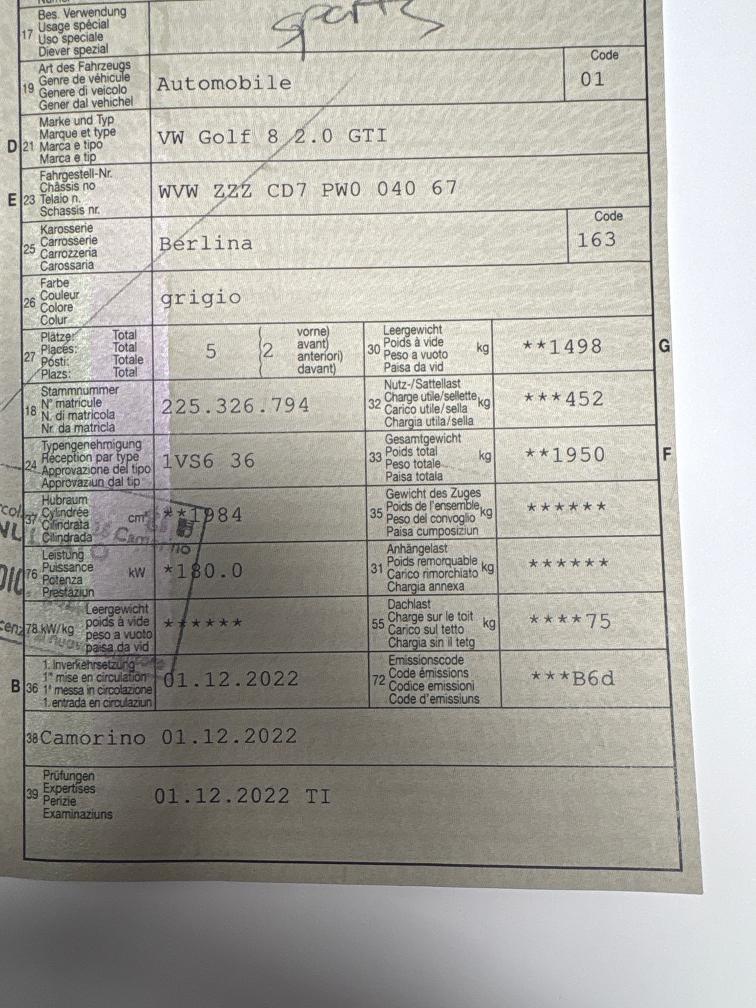 17 Bes. Verwendung
Usage spécial
Uso speciale
Diever spezial
sports
19 Art des Fahrzeugs
Genre de véhicule
Genere di veicolo
Gener dal vehichel
Automobile
Code
01
D 21 Marke und Typ
Marque et type
Marca e tipo
Marca e tip
VW Golf 8 2.0 GTI
E 23 Fahrgestell-Nr.
Châssis no
Telaio n.
Schassis nr.
WVW ZZZ CD7 PW0 040 67
25 Karosserie
Carrosserie
Carrozzeria
Carossaria
Berlina
Code
163
26 Farbe
Couleur
Colore
Colur
grigio
27 Plätze: Total
Places: Total
Posti: Totale
Plazs: Total
5 (2 vorne)
avant)
anteriori)
davant)
30 Leergewicht
Poids à vide
Peso a vuoto
Paisa da vid
kg
**1498
G
18 Stammnummer
N° matricule
N. di matricola
Nr. da matricla
225.326.794
32 Nutz-/Sattellast
Charge utile/sellette
Carico utile/sella
Chargia utila/sella
kg
***452
24 Typengenehmigung
Réception par type
Approvazione del tipo
Approvaziun dal tip
1VS6 36
33 Gesamtgewicht
Poids total
Peso totale
Paisa totala
kg
**1950
F
37 Hubraum
Cylindrée
Cilindrata
Cilindrada
cm³
**1984
35 Gewicht des Zuges
Poids de l'ensemble
Peso del convoglio
Paisa cumposiziun
kg
******
76 Leistung
Puissance
Potenza
Prestaziun
kW
*180.0
31 Anhängelast
Poids remorquable
Carico rimorchiato
Chargia annexa
kg
******
78 kW/kg Leergewicht
poids à vide
peso a vuoto
paisa da vid
******
55 Dachlast
Charge sur le toit
Carico sul tetto
Chargia sin il tetg
kg
****75
B 36 1. Inverkehrsetzung
1re mise en circulation
1a messa in circolazione
1. entrada en circulaziun
01.12.2022
72 Emissionscode
Code émissions
Codice emissioni
Code d'emissiuns
***B6d
38 Camorino 01.12.2022
39 Prüfungen
Expertises
Perizie
Examinaziuns
01.12.2022 TI